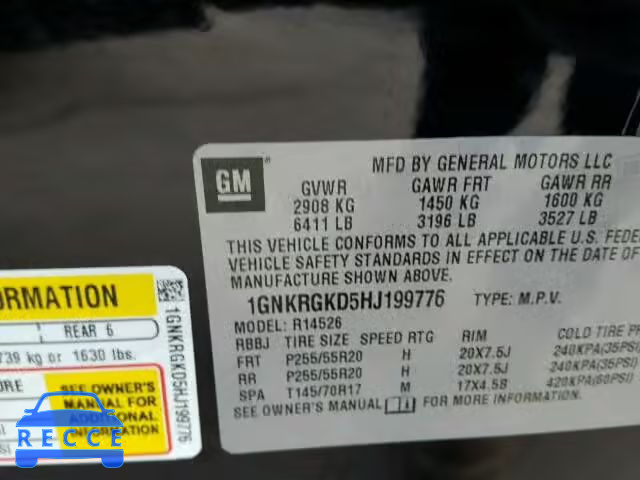 GM
MFD BY GENERAL MOTORS LLC
GVWR GAWR FRT GAWR RR
2908 KG 1450 KG 1600 KG
6411 LB 3196 LB 3527 LB
THIS VEHICLE CONFORMS TO ALL APPLICABLE U.S. FEDE
VEHICLE SAFETY STANDARDS IN EFFECT ON THE DATE OF
MANUFACTURE SHOWN ABOVE.
1GNKRGKD5HJ199776 TYPE: M.P.V.
MODEL: R14526
RBBJ TIRE SIZE SPEED RTG RIM COLD TIRE PR
FRT P255/55R20 H 20X7.5J 240KPA(35PSI)
RR P255/55R20 H 20X7.5J 240KPA(35PSI)
SPA T145/70R17 M 17X4.5B 420KPA(60PSI)
SEE OWNER'S MANUAL FOR MORE INFORMATION.
FORMATION
REAR 6
739 kg or 1630 lbs.
URE
SEE OWNER'S
MANUAL FOR
ADDITIONAL
INFORMATION
1GNKRGKD5HJ199776
RECCE